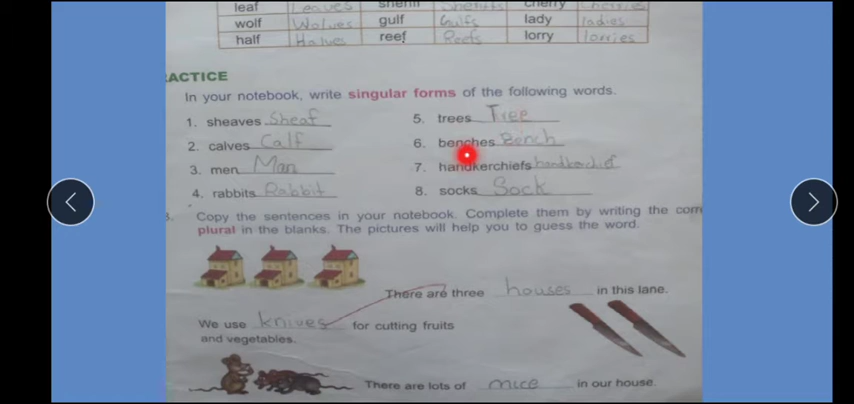 leaf Leaves sheriff Sheriffs cherry Cherries
wolf Wolves gulf Gulfs lady ladies
half Halves reef Reefs lorry lorries
ACTICE
In your notebook, write singular forms of the following words.
1. sheaves Sheaf 5. trees Tree
2. calves Calf 6. benches Bench
3. men Man 7. handkerchiefs
4. rabbits Rabbit 8. socks Sock
Copy the sentences in your notebook. Complete them by writing the corr
plural in the blanks. The pictures will help you to guess the word.
There are three houses in this lane.
We use knives for cutting fruits
and vegetables.
There are lots of mice in our house.